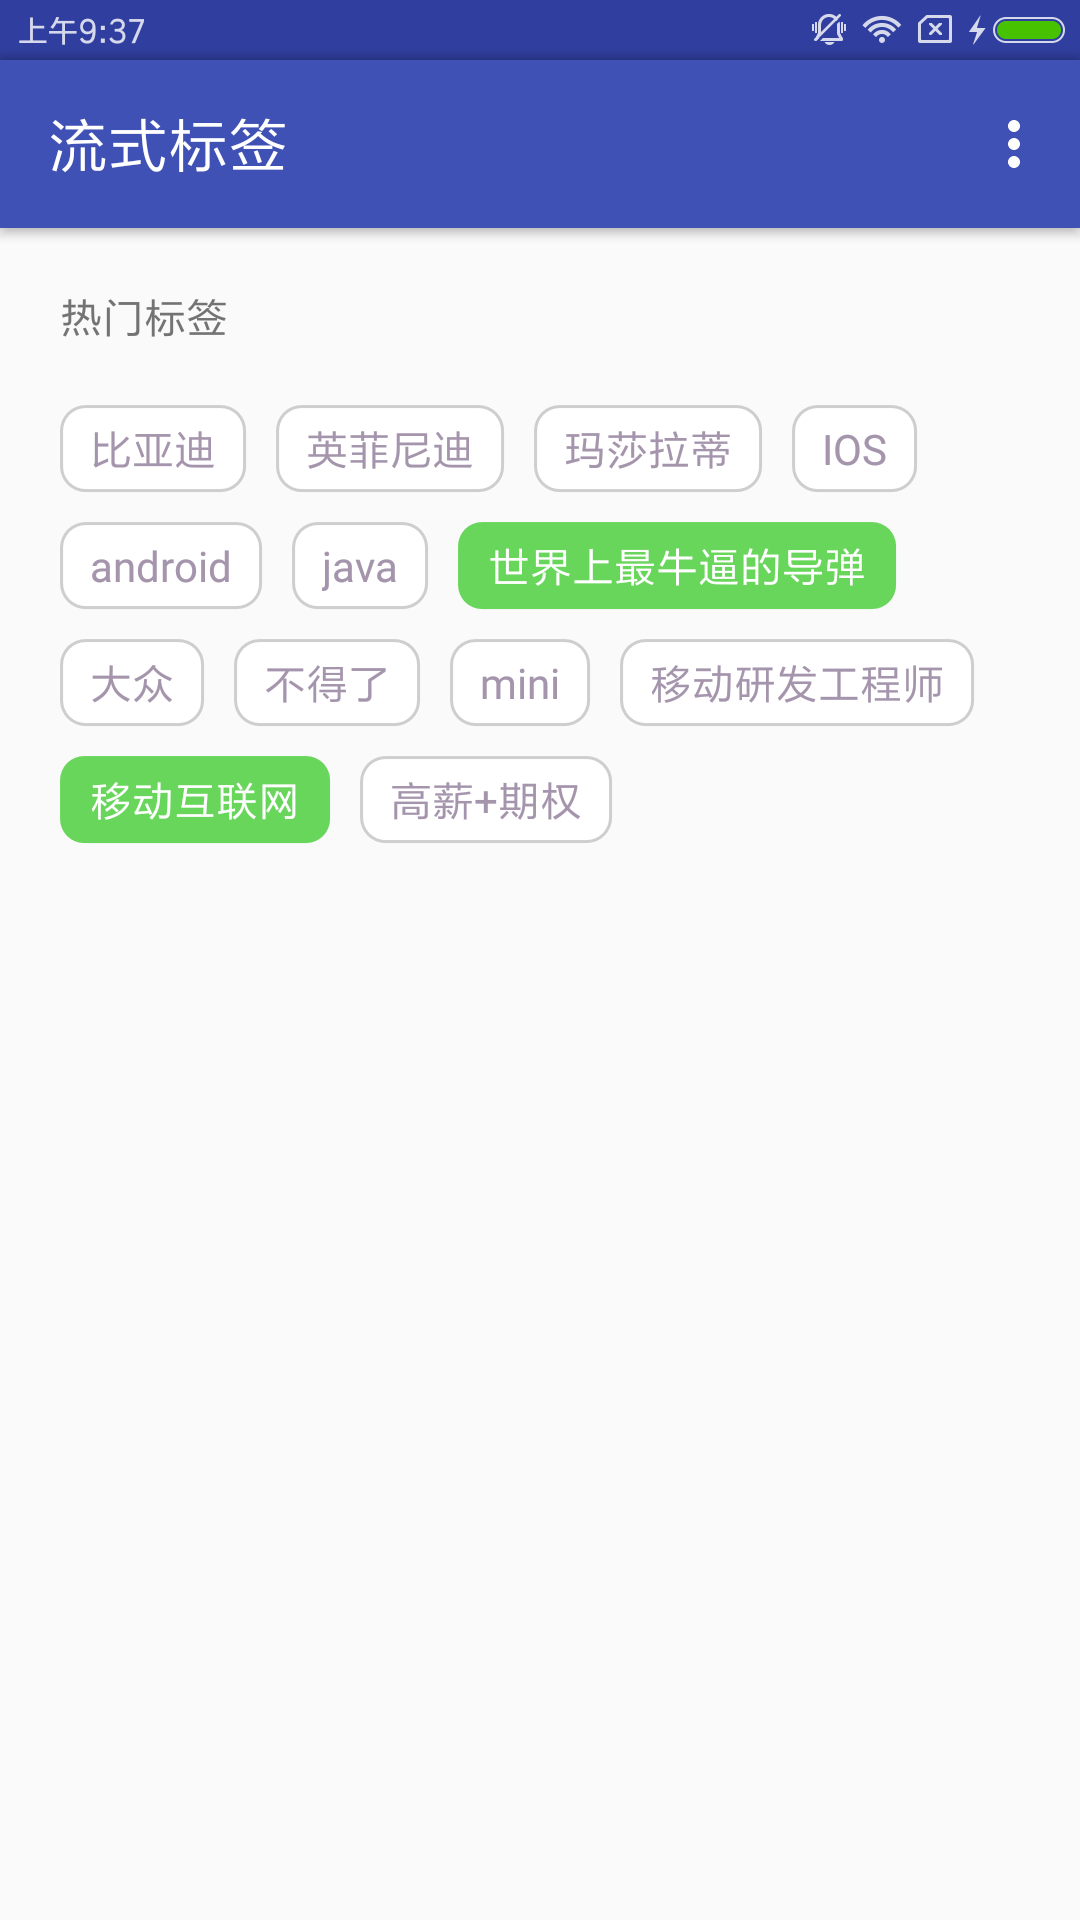 上午9:37
流式标签
热门标签
比亚迪 英菲尼迪 玛莎拉蒂 IOS
android java 世界上最牛逼的导弹
大众 不得了 mini 移动研发工程师
移动互联网 高薪+期权